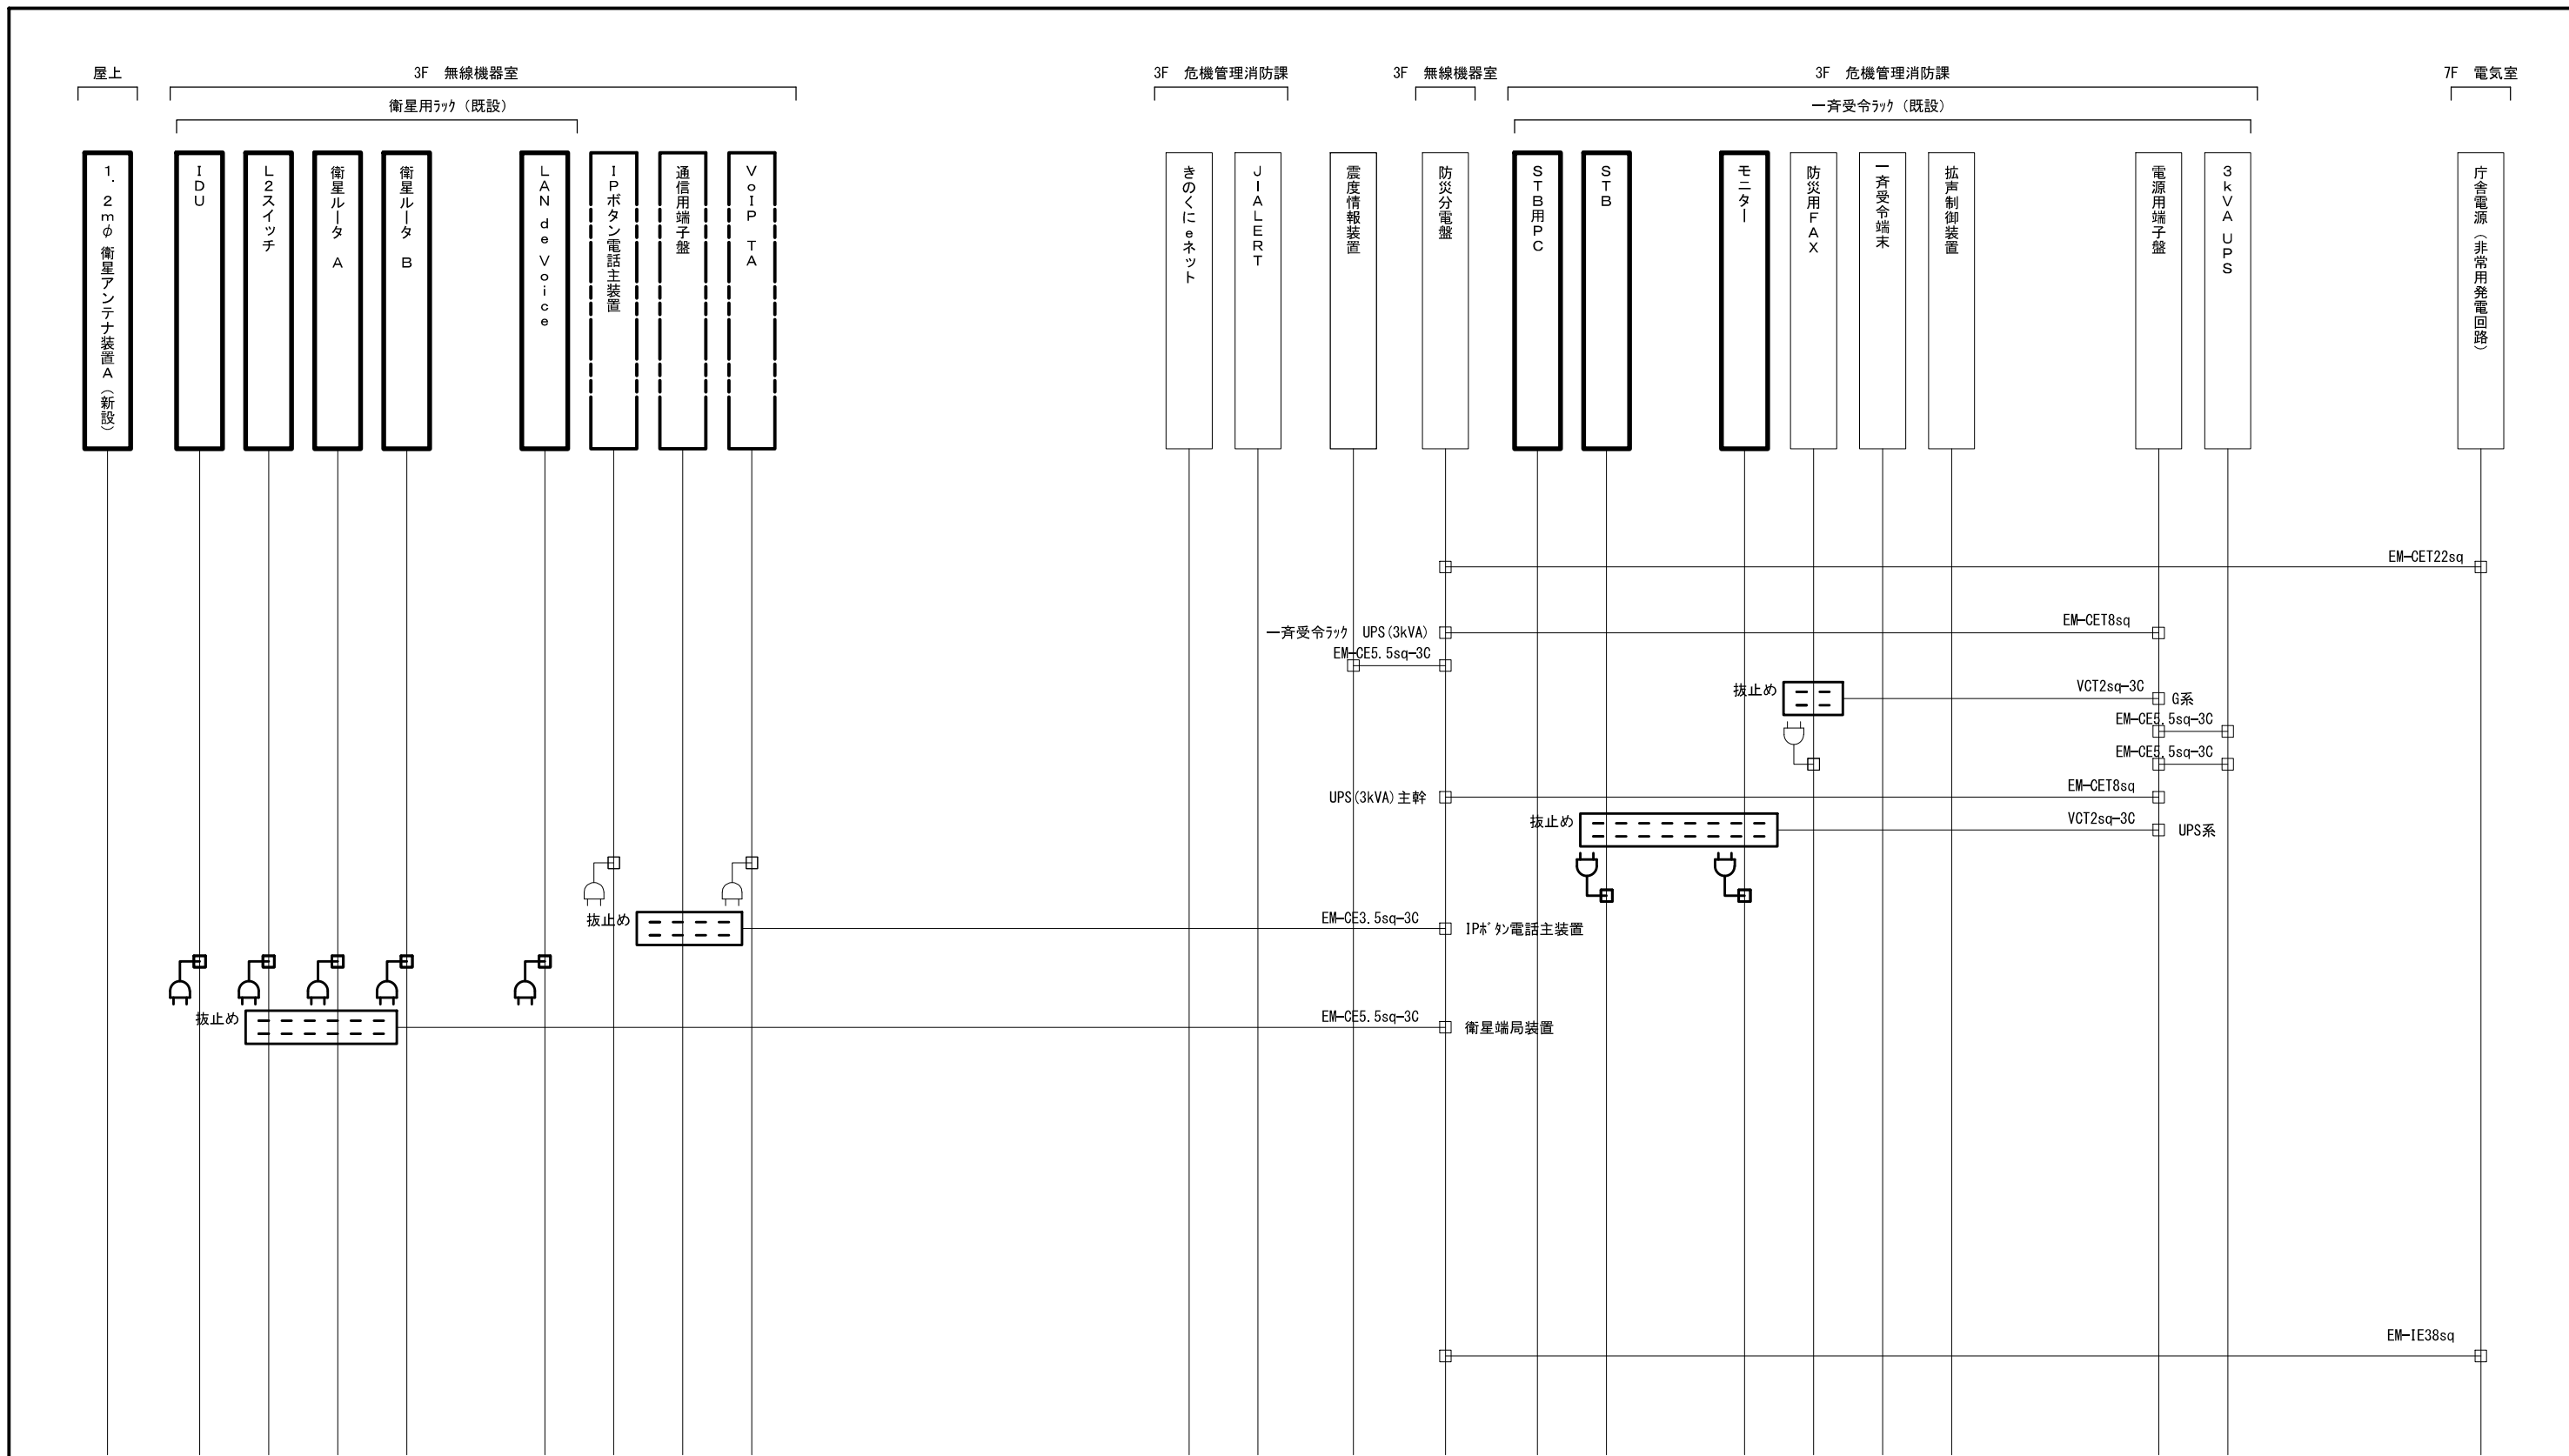 屋上
3F 無線機器室
3F 危機管理消防課
3F 無線機器室
3F 危機管理消防課
7F 電気室
衛星用ﾗｯｸ（既設）
一斉受令ﾗｯｸ（既設）
１．２ｍφ 衛星アンテナ装置Ａ（新設）
ＩＤＵ
Ｌ２スイッチ
衛星ルータ Ａ
衛星ルータ Ｂ
ＬＡＮ ｄｅ Ｖｏｉｃｅ
ＩＰボタン電話主装置
通信用端子盤
ＶｏＩＰ ＴＡ
きのくにｅネット
ＪーＡＬＥＲＴ
震度情報装置
防災分電盤
ＳＴＢ用ＰＣ
ＳＴＢ
モニター
防災用ＦＡＸ
一斉受令端末
拡声制御装置
電源用端子盤
３ｋＶＡ ＵＰＳ
庁舎電源（非常用発電回路）
EM-CET22sq
一斉受令ﾗｯｸ UPS(3kVA)
EM-CET8sq
EM-CE5.5sq-3C
抜止め
VCT2sq-3C
G系
EM-CE5.5sq-3C
EM-CE5.5sq-3C
UPS(3kVA)主幹
EM-CET8sq
抜止め
VCT2sq-3C
UPS系
抜止め
EM-CE3.5sq-3C
IPﾎﾞﾀﾝ電話主装置
抜止め
EM-CE5.5sq-3C
衛星端局装置
EM-IE38sq